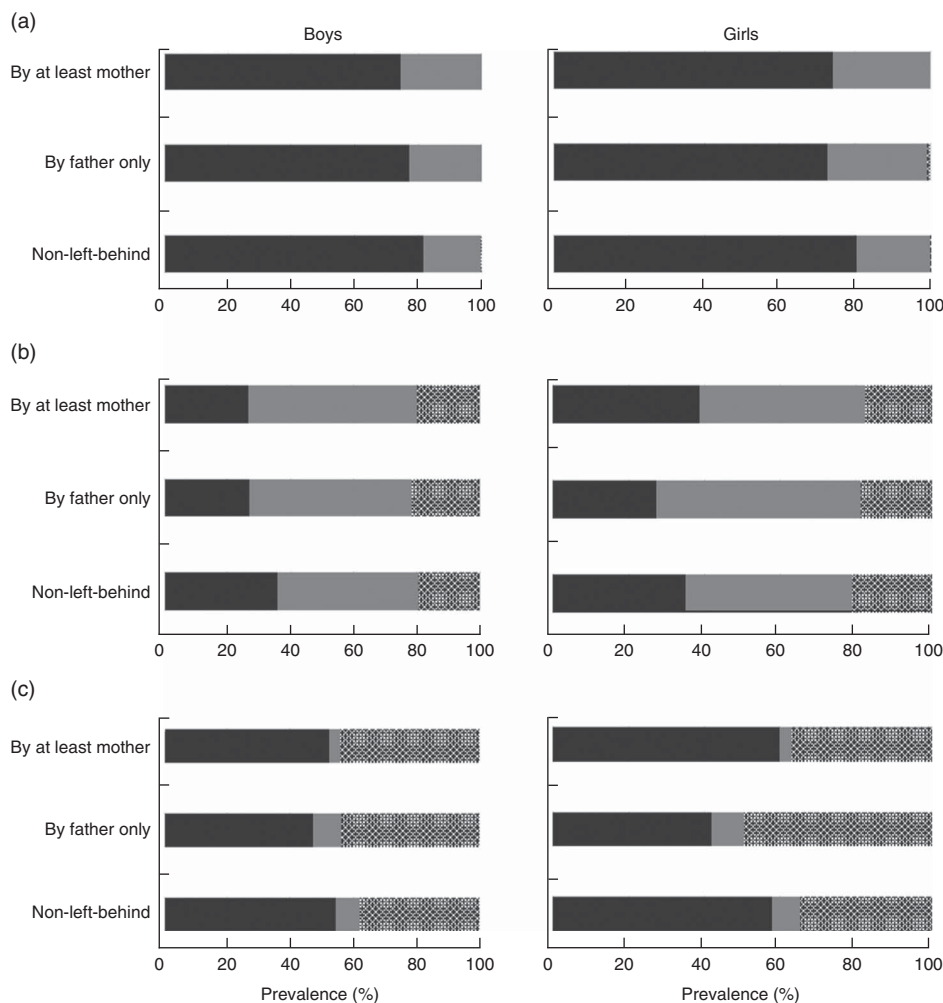 (a)
Boys
Girls
By at least mother
By father only
Non-left-behind
0 20 40 60 80 100
0 20 40 60 80 100
(b)
By at least mother
By father only
Non-left-behind
0 20 40 60 80 100
0 20 40 60 80 100
(c)
By at least mother
By father only
Non-left-behind
0 20 40 60 80 100
0 20 40 60 80 100
Prevalence (%)
Prevalence (%)